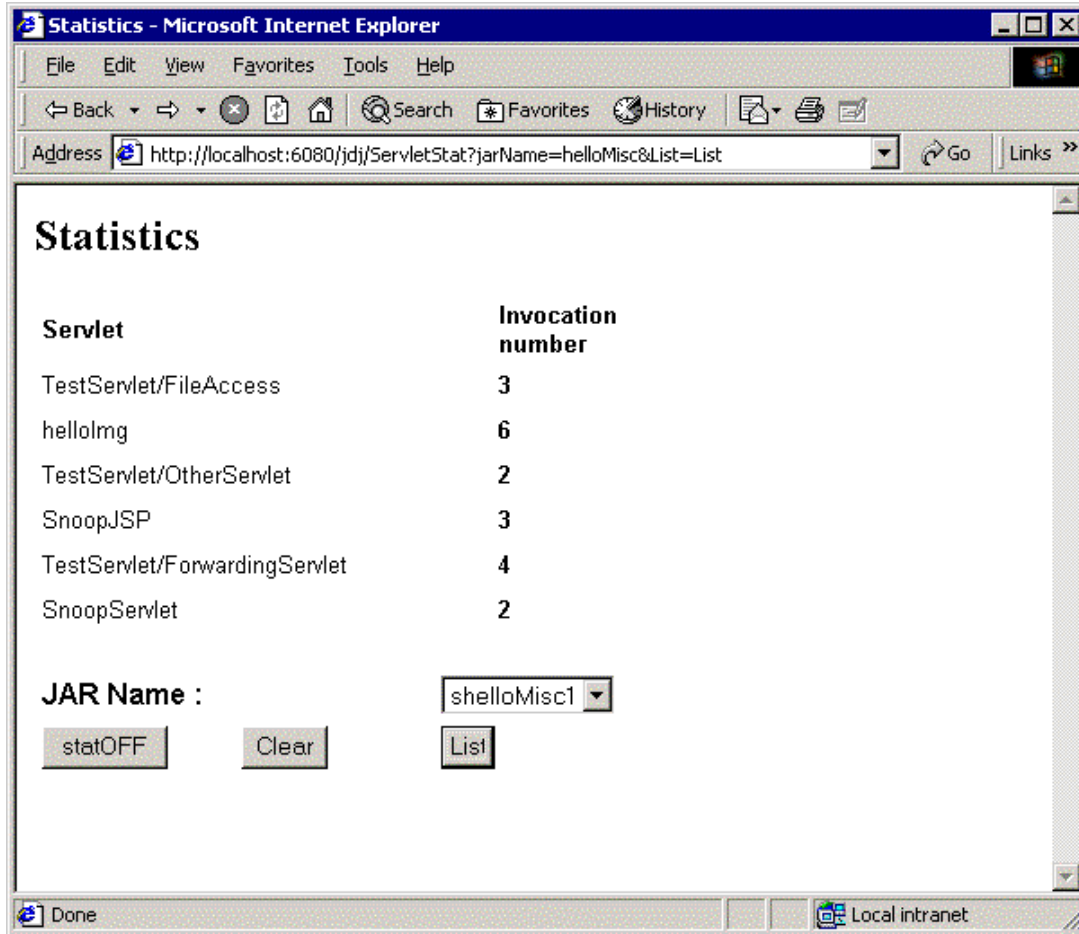 Statistics - Microsoft Internet Explorer
File Edit View Favorites Tools Help
Back Search Favorites History
Address http://localhost:6080/jdj/ServletStat?jarName=helloMisc&List=List Go Links »
Statistics
Servlet Invocation number
TestServlet/FileAccess 3
helloImg 6
TestServlet/OtherServlet 2
SnoopJSP 3
TestServlet/ForwardingServlet 4
SnoopServlet 2
JAR Name : shelloMisc1
statOFF Clear List
Done Local intranet